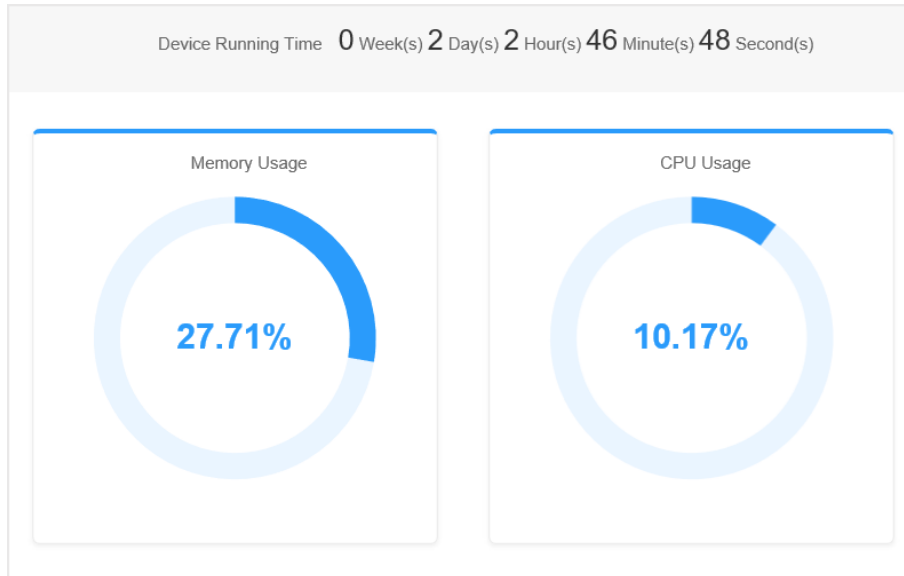 Device Running Time 0 Week(s) 2 Day(s) 2 Hour(s) 46 Minute(s) 48 Second(s)
Memory Usage
27.71%
CPU Usage
10.17%